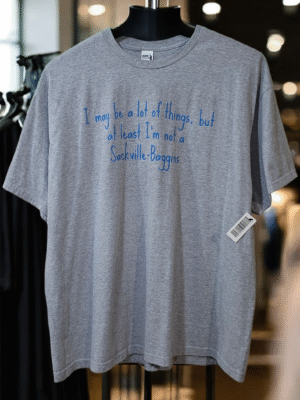 I may be a lot of things, but
at least I'm not a
Sackville-Baggins